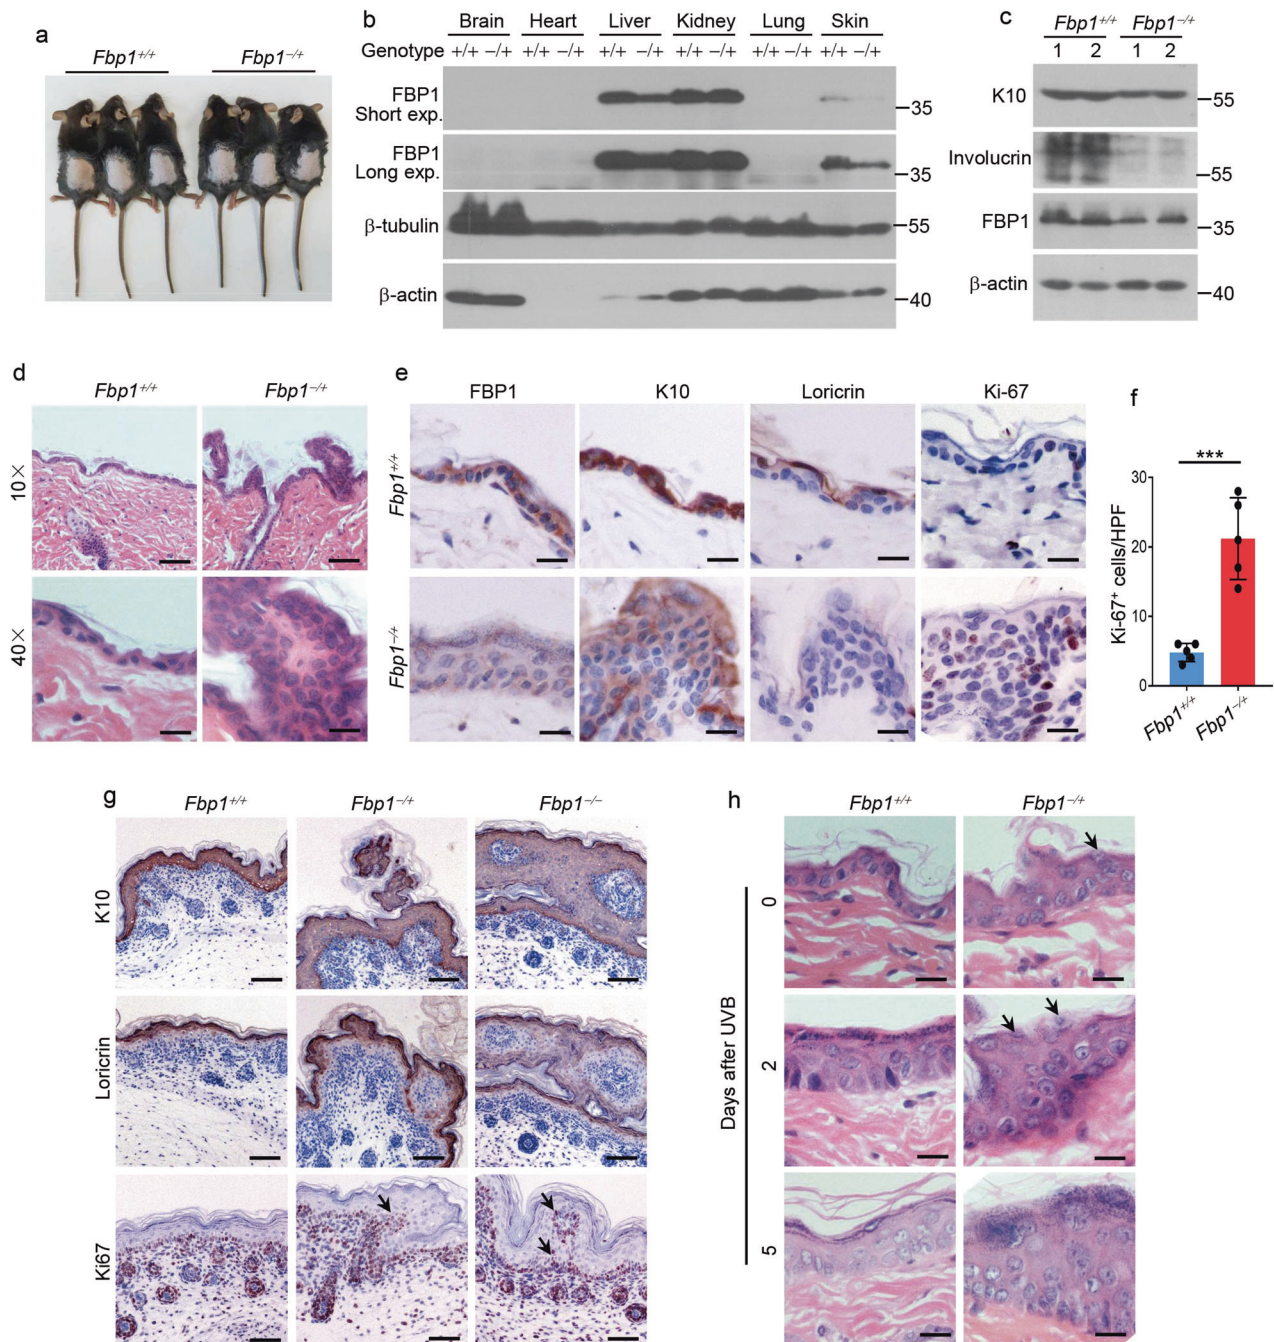 a
Fbp1+/+ Fbp1−/+
b
Brain Heart Liver Kidney Lung Skin
Genotype +/+ −/+ +/+ −/+ +/+ −/+ +/+ −/+ +/+ −/+ +/+ −/+
FBP1
Short exp.
35
FBP1
Long exp.
35
β-tubulin
55
β-actin
40
c
Fbp1+/+ Fbp1−/+
1 2 1 2
K10
55
Involucrin
55
FBP1
35
β-actin
40
d
Fbp1+/+ Fbp1−/+
10×
40×
e
FBP1 K10 Loricrin Ki-67
Fbp1+/+
Fbp1−/+
f
***
Ki-67+ cells/HPF
30
20
10
0
Fbp1+/+ Fbp1−/+
g
Fbp1+/+ Fbp1−/+ Fbp1−/−
K10
Loricrin
Ki67
h
Fbp1+/+ Fbp1−/+
Days after UVB
0
2
5